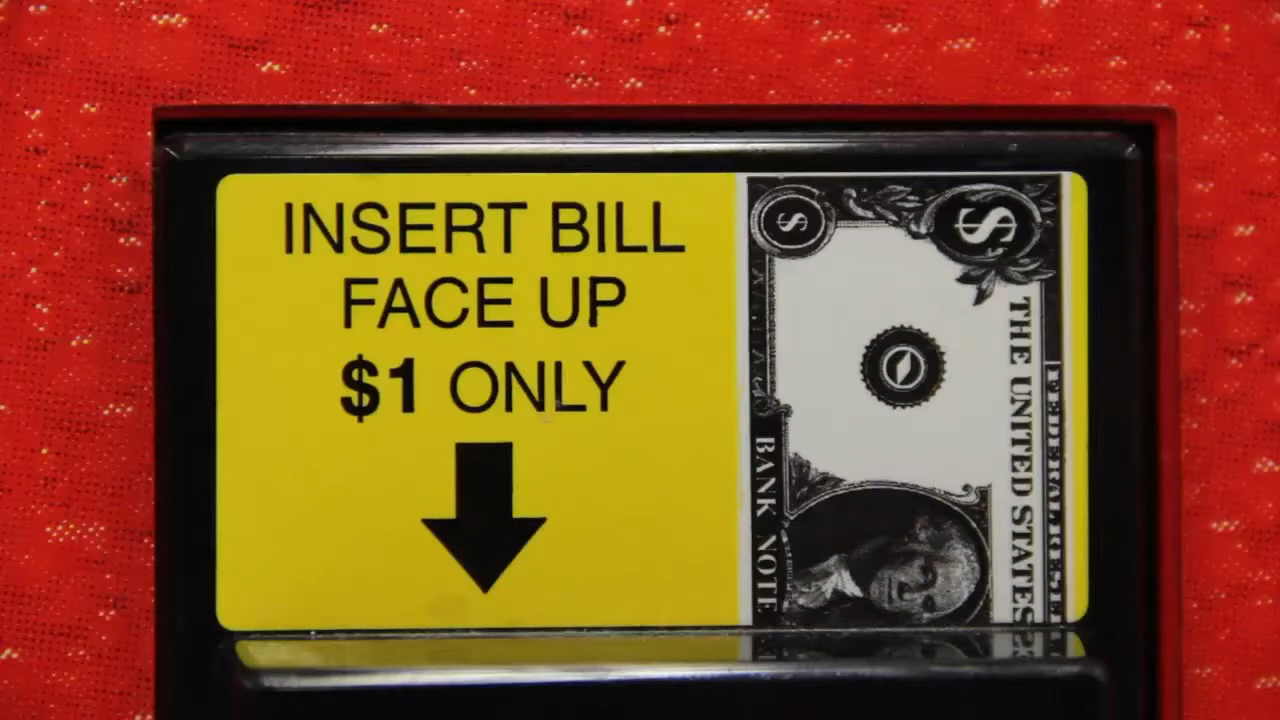 INSERT BILL
FACE UP
$1 ONLY
$
$
THE UNITED STATES
BANK NOTE